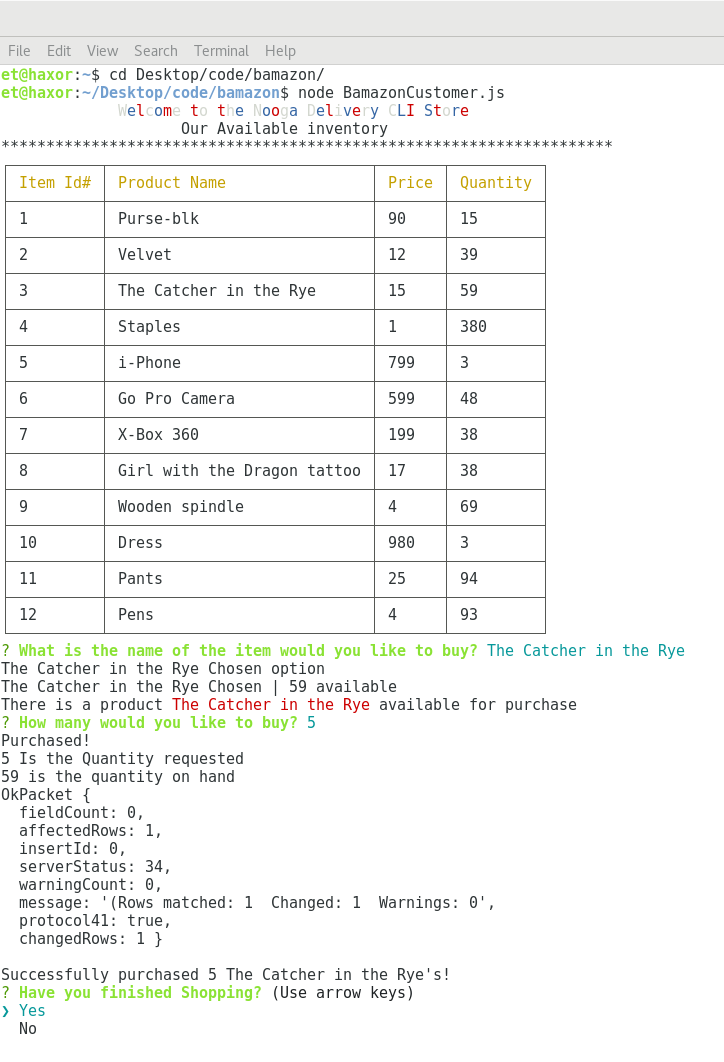 File Edit View Search Terminal Help
et@haxor:~$ cd Desktop/code/bamazon/
et@haxor:~/Desktop/code/bamazon$ node BamazonCustomer.js
Welcome to the Nooga Delivery CLI Store
Our Available inventory
********************************************************************
Item Id# Product Name Price Quantity
1 Purse-blk 90 15
2 Velvet 12 39
3 The Catcher in the Rye 15 59
4 Staples 1 380
5 i-Phone 799 3
6 Go Pro Camera 599 48
7 X-Box 360 199 38
8 Girl with the Dragon tattoo 17 38
9 Wooden spindle 4 69
10 Dress 980 3
11 Pants 25 94
12 Pens 4 93
? What is the name of the item would you like to buy? The Catcher in the Rye
The Catcher in the Rye Chosen option
The Catcher in the Rye Chosen | 59 available
There is a product The Catcher in the Rye available for purchase
? How many would you like to buy? 5
Purchased!
5 Is the Quantity requested
59 is the quantity on hand
OkPacket {
  fieldCount: 0,
  affectedRows: 1,
  insertId: 0,
  serverStatus: 34,
  warningCount: 0,
  message: '(Rows matched: 1  Changed: 1  Warnings: 0',
  protocol41: true,
  changedRows: 1 }
Successfully purchased 5 The Catcher in the Rye's!
? Have you finished Shopping? (Use arrow keys)
❯ Yes
  No